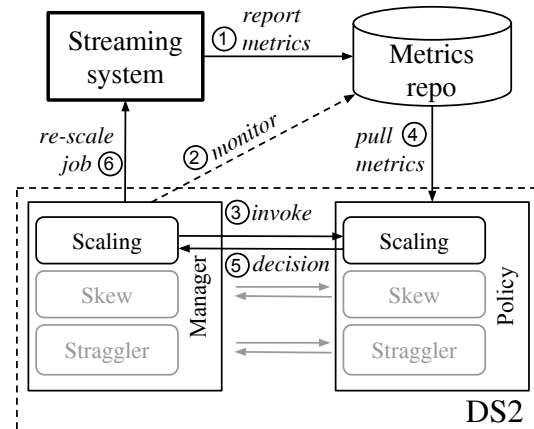 Streaming
system
① report
metrics
Metrics
repo
re-scale
job ⑥
② monitor
pull ④
metrics
③ invoke
Scaling
Scaling
⑤ decision
Skew
Skew
Straggler
Straggler
Manager
Policy
DS2